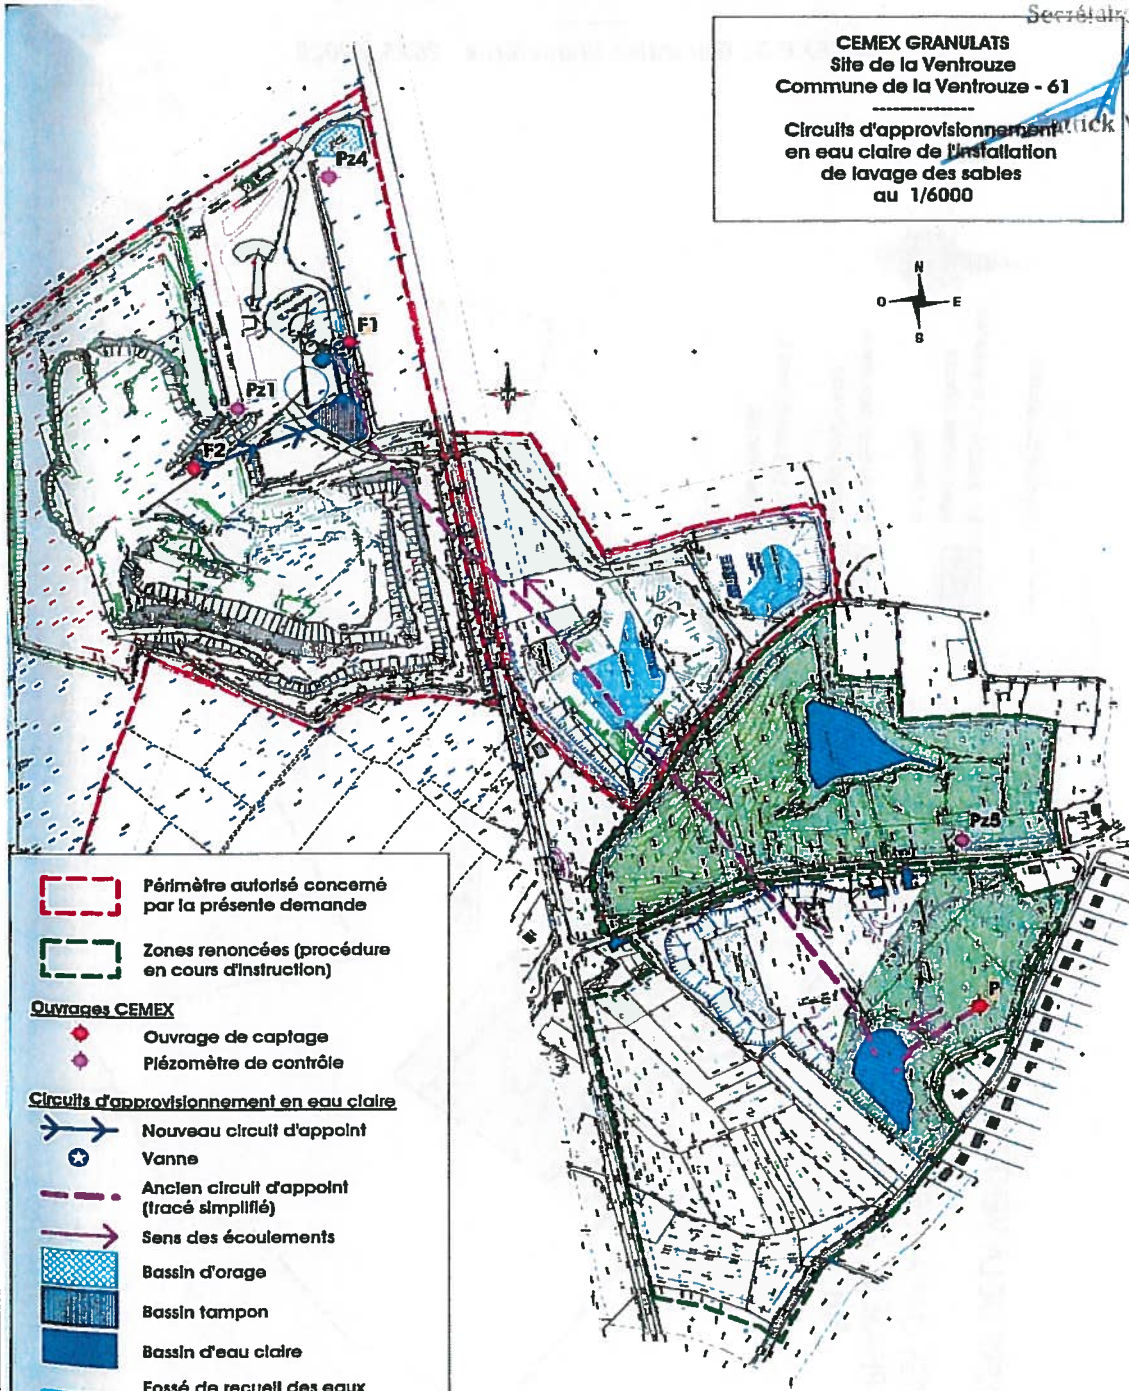 Secrétaire
CEMEX GRANULATS
Site de la Ventrouze
Commune de la Ventrouze - 61
Circuits d'approvisionnement
en eau claire de l'installation
de lavage des sables
au 1/6000
N
O
E
S
Pz4
F1
Pz1
F2
Pz5
P
Périmètre autorisé concerné
par la présente demande
Zones renoncées (procédure
en cours d'instruction)
Ouvrages CEMEX
Ouvrage de captage
Piézomètre de contrôle
Circuits d'approvisionnement en eau claire
Nouveau circuit d'appoint
Vanne
Ancien circuit d'appoint
(tracé simplifié)
Sens des écoulements
Bassin d'orage
Bassin tampon
Bassin d'eau claire
Fossé de recueil des eaux